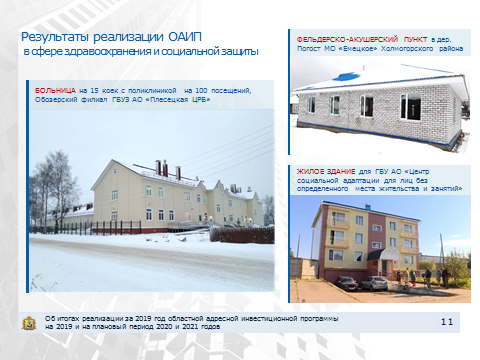 Результаты реализации ОАИП
в сфере здравоохранения и социальной защиты
БОЛЬНИЦА на 15 коек с поликлиникой на 100 посещений,
Обозерский филиал ГБУЗ АО «Плесецкая ЦРБ»
ФЕЛЬДЕРСКО-АКУШЕРСКИЙ ПУНКТ в дер.
Погост МО «Емецкое» Холмогорского района
ЖИЛОЕ ЗДАНИЕ для ГБУ АО «Центр
социальной адаптации для лиц без
определенного места жительства и занятий»
Об итогах реализации за 2019 год областной адресной инвестиционной программы
на 2019 и на плановый период 2020 и 2021 годов
11